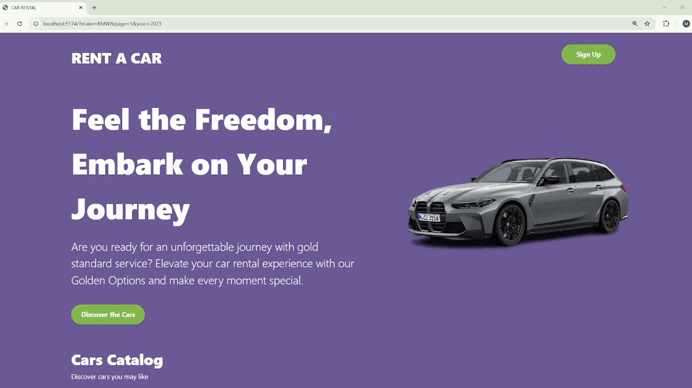 CAR RENTAL
localhost:5174/?make=BMW&page=1&year=2023
RENT A CAR
Sign Up
Feel the Freedom,
Embark on Your
Journey
Are you ready for an unforgettable journey with gold
standard service? Elevate your car rental experience with our
Golden Options and make every moment special.
Discover the Cars
Cars Catalog
Discover cars you may like